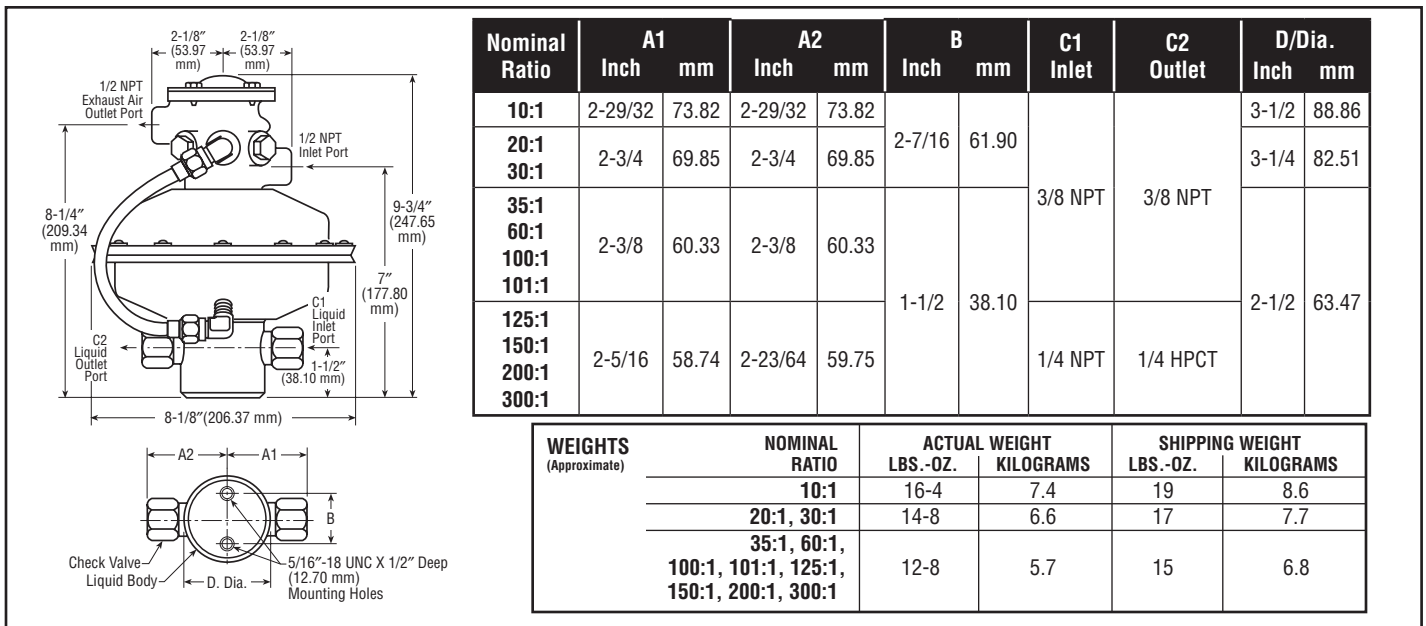 2-1/8″ 2-1/8″
(53.97 (53.97
mm) mm)
1/2 NPT
Exhaust Air
Outlet Port
1/2 NPT
Inlet Port
8-1/4″
(209.34
mm)
9-3/4″
(247.65
mm)
7″
(177.80
mm)
C1
Liquid
Inlet
Port
C2
Liquid
Outlet
Port
1-1/2″
(38.10 mm)
8-1/8″(206.37 mm)
A2 A1
B
Check Valve
Liquid Body
D. Dia.
5/16″-18 UNC X 1/2″ Deep
(12.70 mm)
Mounting Holes
Nominal Ratio A1 A2 B C1 Inlet C2 Outlet D/Dia.
Inch mm Inch mm Inch mm Inch mm
10:1 2-29/32 73.82 2-29/32 73.82 3-1/2 88.86
2-7/16 61.90
20:1
30:1
2-3/4 69.85 2-3/4 69.85 3-1/4 82.51
3/8 NPT 3/8 NPT
35:1
60:1
100:1
101:1
2-3/8 60.33 2-3/8 60.33
1-1/2 38.10 2-1/2 63.47
125:1
150:1
200:1
300:1
2-5/16 58.74 2-23/64 59.75 1/4 NPT 1/4 HPCT
WEIGHTS NOMINAL ACTUAL WEIGHT SHIPPING WEIGHT
(Approximate) RATIO LBS.-OZ. KILOGRAMS LBS.-OZ. KILOGRAMS
10:1 16-4 7.4 19 8.6
20:1, 30:1 14-8 6.6 17 7.7
35:1, 60:1,
100:1, 101:1, 125:1, 12-8 5.7 15 6.8
150:1, 200:1, 300:1